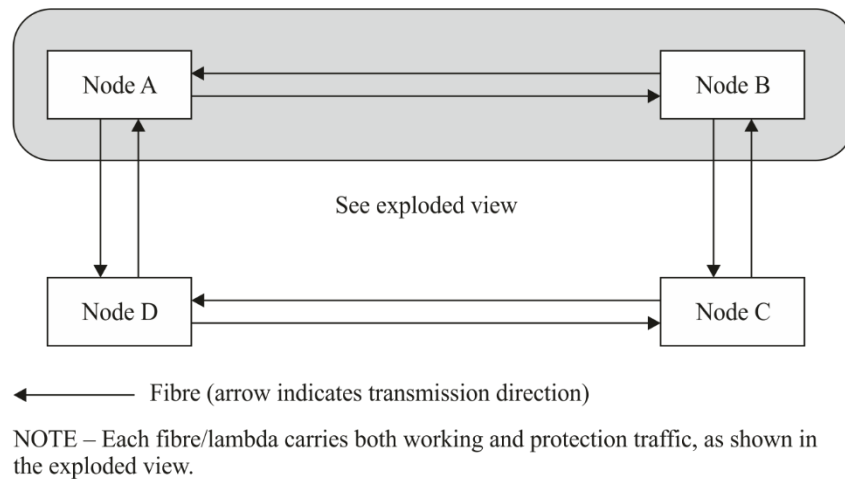 Node A
Node B
See exploded view
Node D
Node C
Fibre (arrow indicates transmission direction)
NOTE – Each fibre/lambda carries both working and protection traffic, as shown in
the exploded view.